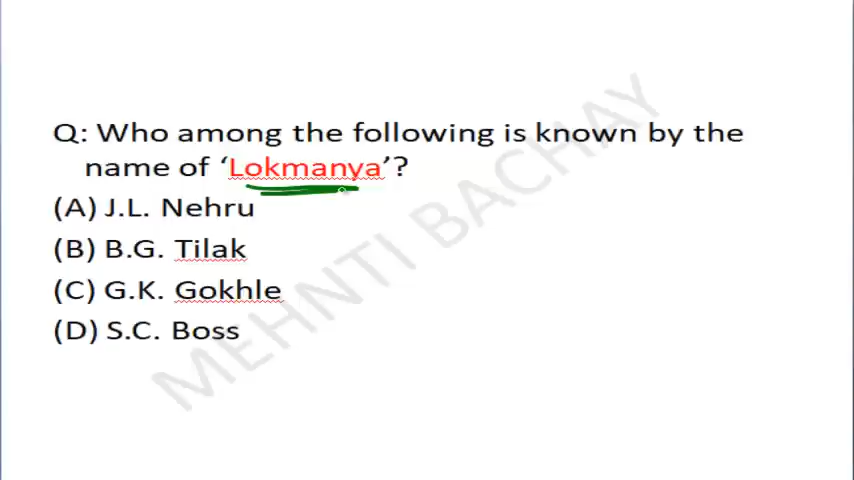 Q: Who among the following is known by the
name of ‘Lokmanya’?
(A) J.L. Nehru
(B) B.G. Tilak
(C) G.K. Gokhle
(D) S.C. Boss
MEHNTI BACHAY